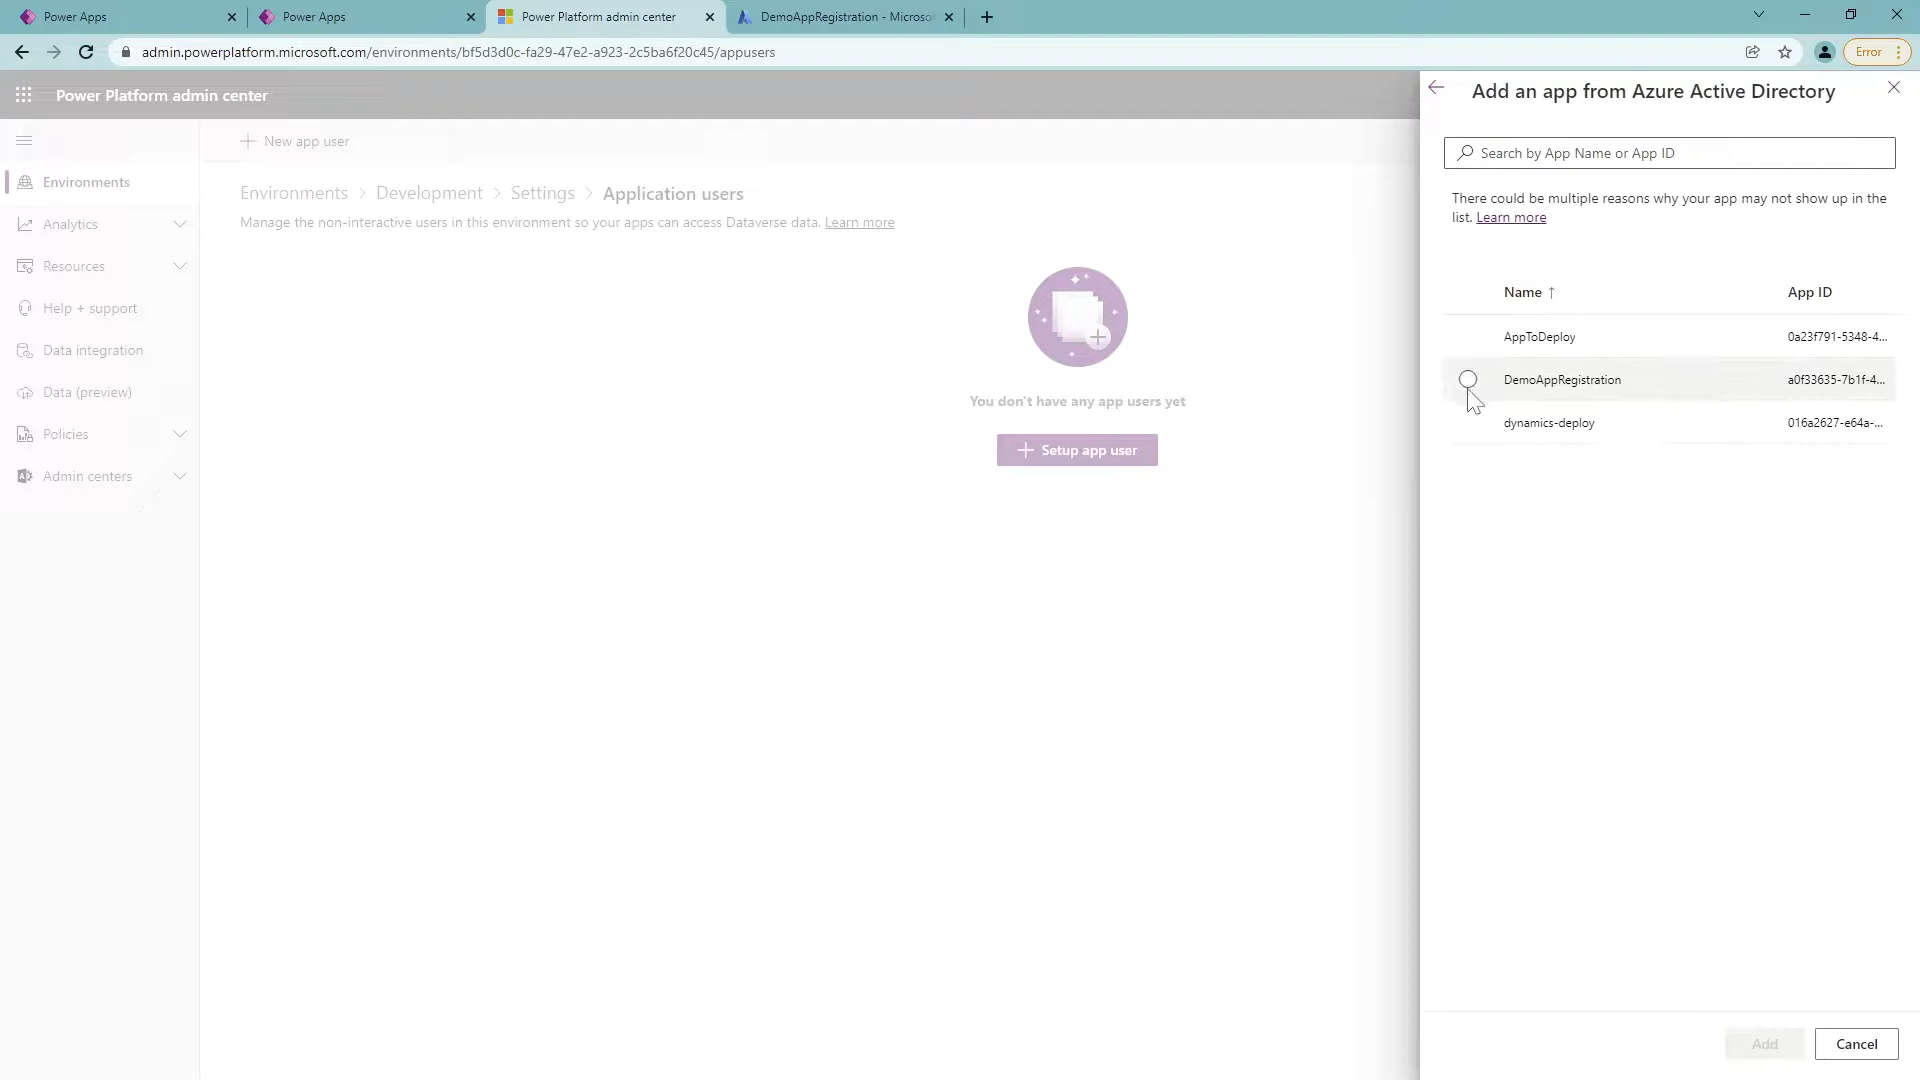 Power Apps
Power Apps
Power Platform admin center
DemoAppRegistration - Microso
admin.powerplatform.microsoft.com/environments/bf5d3d0c-fa29-47e2-a923-2c5ba6f20c45/appusers
Error
Power Platform admin center
Environments
Analytics
Resources
Help + support
Data integration
Data (preview)
Policies
Admin centers
New app user
Environments > Development > Settings > Application users
Manage the non-interactive users in this environment so your apps can access Dataverse data. Learn more
You don't have any app users yet
Setup app user
Add an app from Azure Active Directory
Search by App Name or App ID
There could be multiple reasons why your app may not show up in the
list. Learn more
Name ↑ App ID
AppToDeploy 0a23f791-5348-4...
DemoAppRegistration a0f33635-7b1f-4...
dynamics-deploy 016a2627-e64a-...
Add Cancel